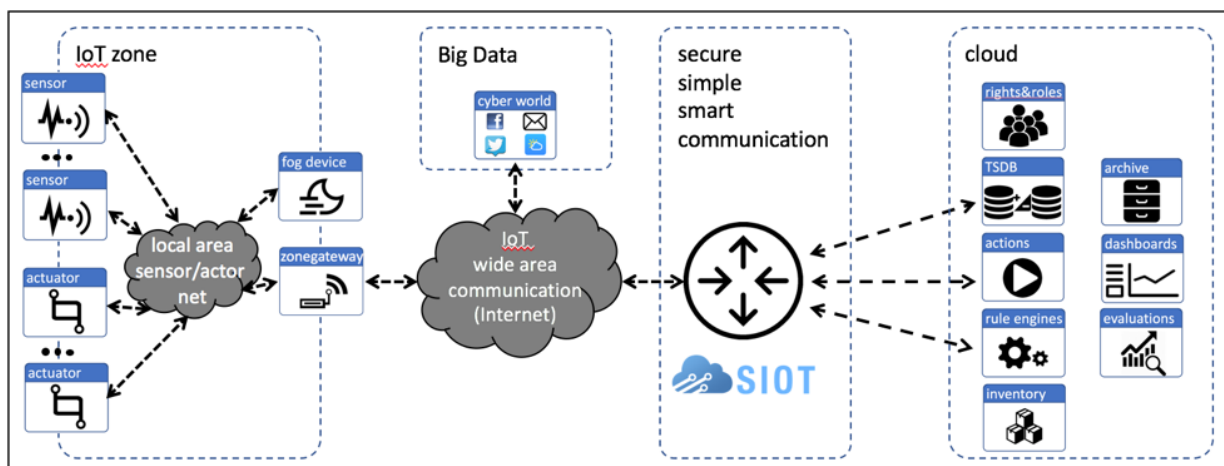 IoT zone
sensor
•••
sensor
actuator
•••
actuator
local area
sensor/actor
net
fog device
zonegateway
Big Data
cyber world
IoT
wide area
communication
(Internet)
secure
simple
smart
communication
SIOT
cloud
rights&roles
TSDB
archive
actions
dashboards
rule engines
evaluations
inventory